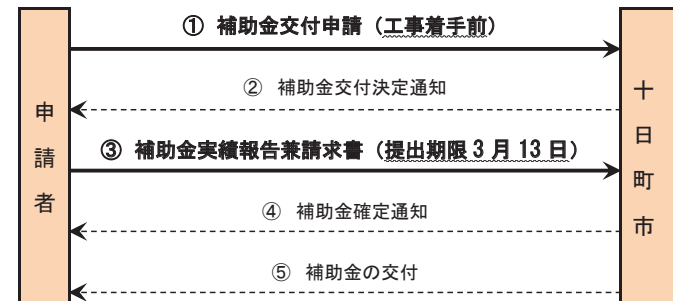 ① 補助金交付申請（工事着手前）
② 補助金交付決定通知
③ 補助金実績報告兼請求書（提出期限３月13日）
④ 補助金確定通知
⑤ 補助金の交付
申請者
十日町市